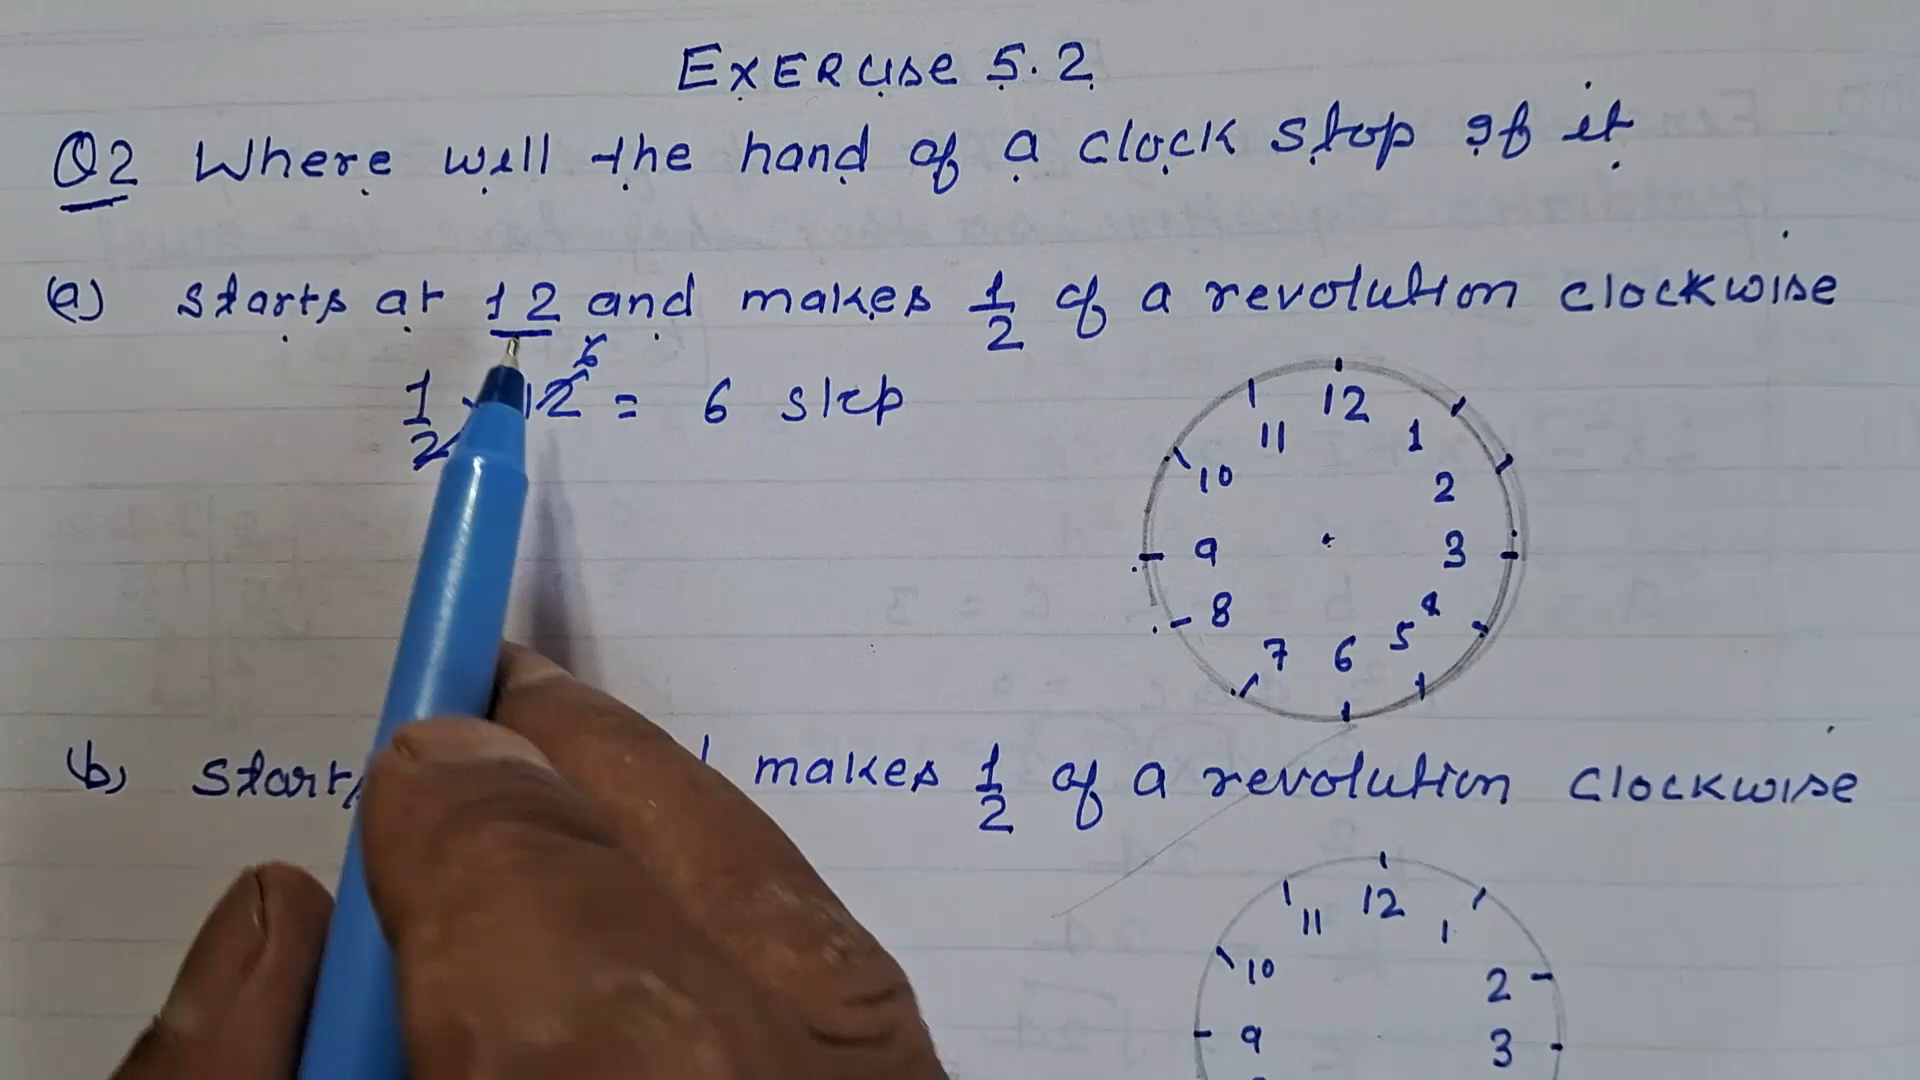 Exercise 5.2
Q2 Where will the hand of a clock stop if it
(a) starts at 12 and makes 1/2 of a revolution clockwise
6
1/2 × 12 = 6 step
12
11 1
10 2
9 3
8 4
7 6 5
(b) makes 1/2 of a revolution clockwise
12
11 1
10 2
9 3